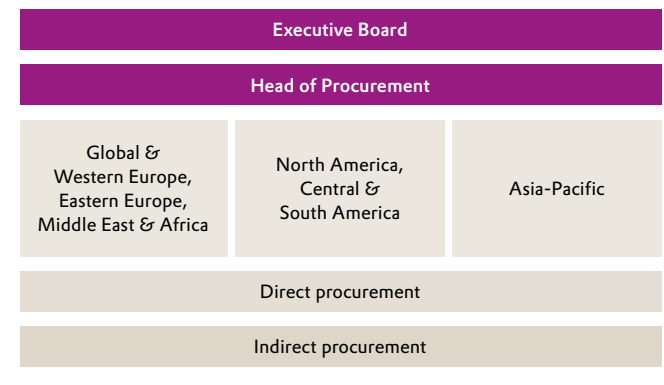 Executive Board
Head of Procurement
Global &
Western Europe,
Eastern Europe,
Middle East & Africa
North America,
Central &
South America
Asia-Pacific
Direct procurement
Indirect procurement